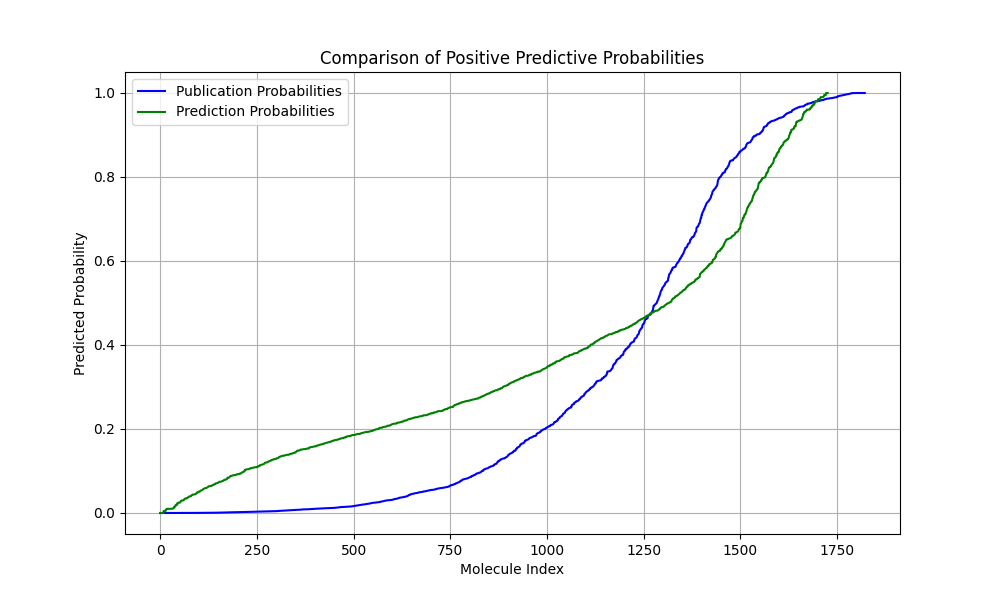 Comparison of Positive Predictive Probabilities
Publication Probabilities
Prediction Probabilities
1.0
0.8
0.6
0.4
0.2
0.0
Predicted Probability
0 250 500 750 1000 1250 1500 1750
Molecule Index